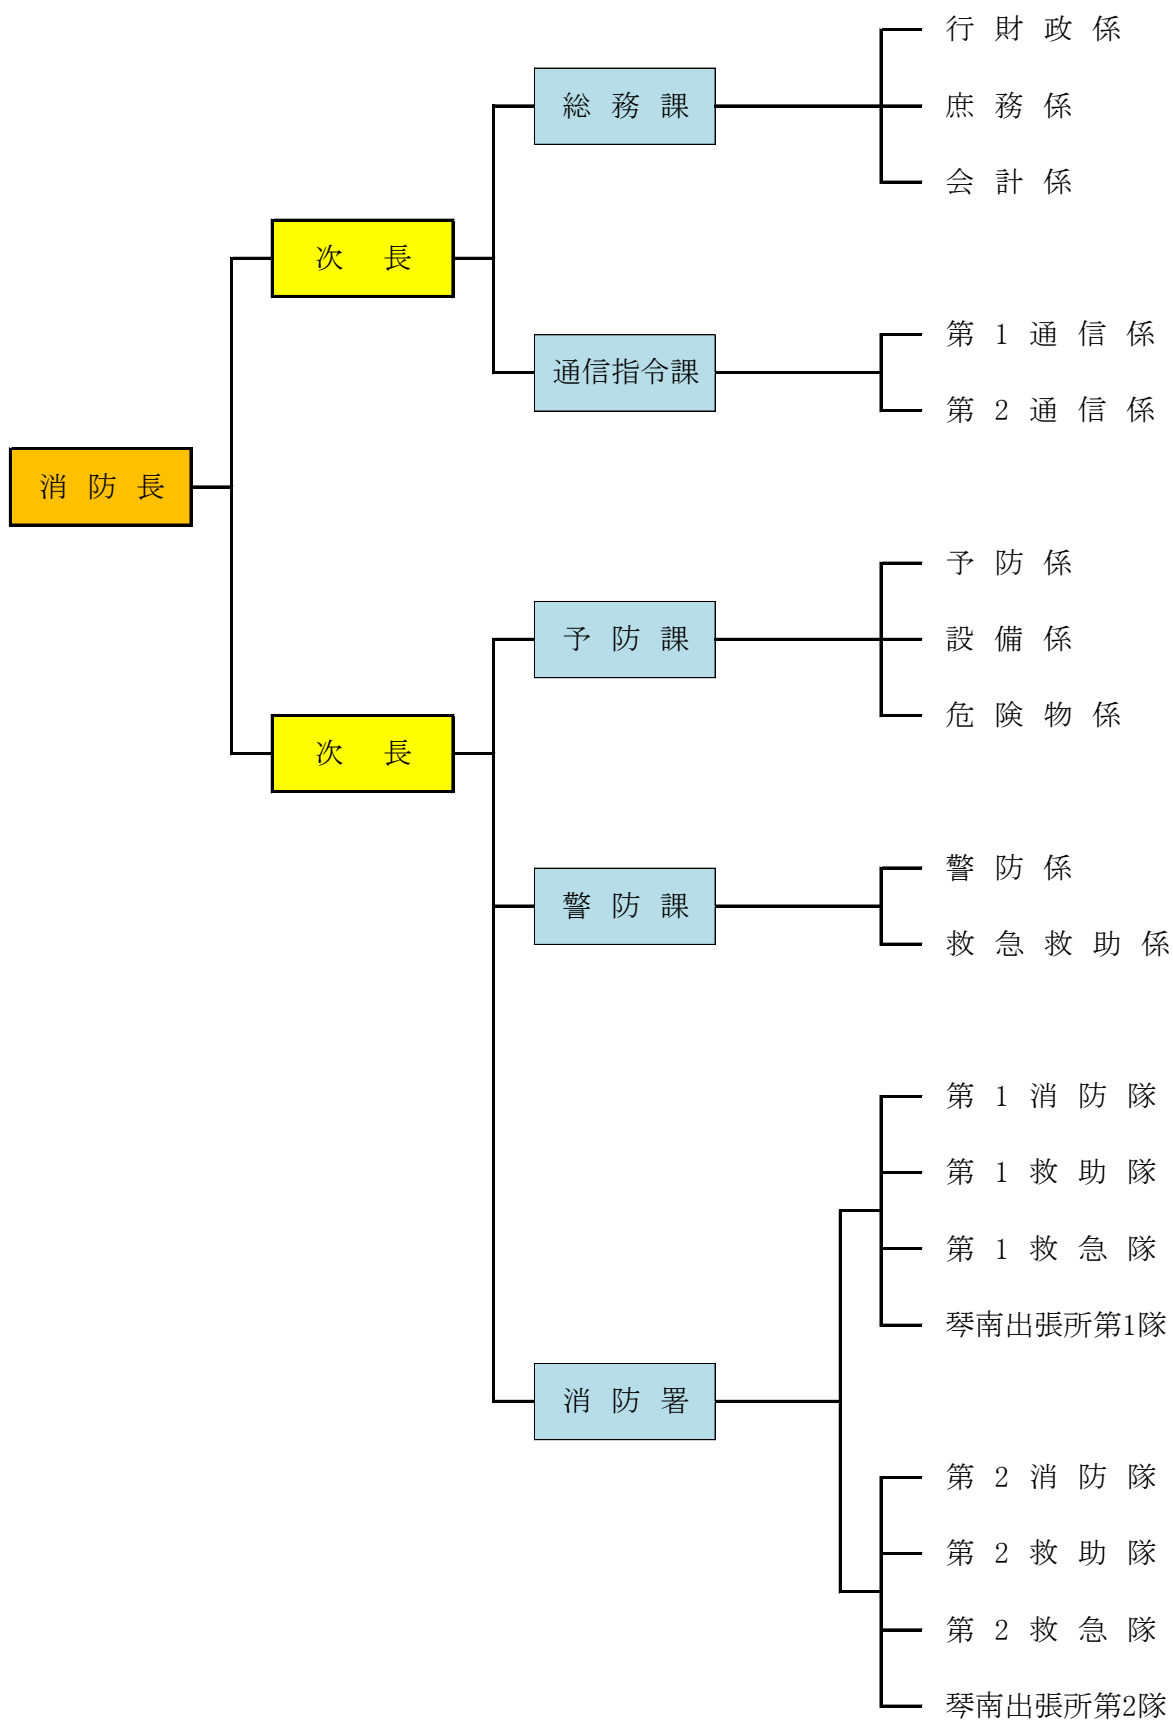 消防長
次長
総務課
行財政係
庶務係
会計係
通信指令課
第1通信係
第2通信係
次長
予防課
予防係
設備係
危険物係
警防課
警防係
救急救助係
消防署
第1消防隊
第1救助隊
第1救急隊
琴南出張所第1隊
第2消防隊
第2救助隊
第2救急隊
琴南出張所第2隊